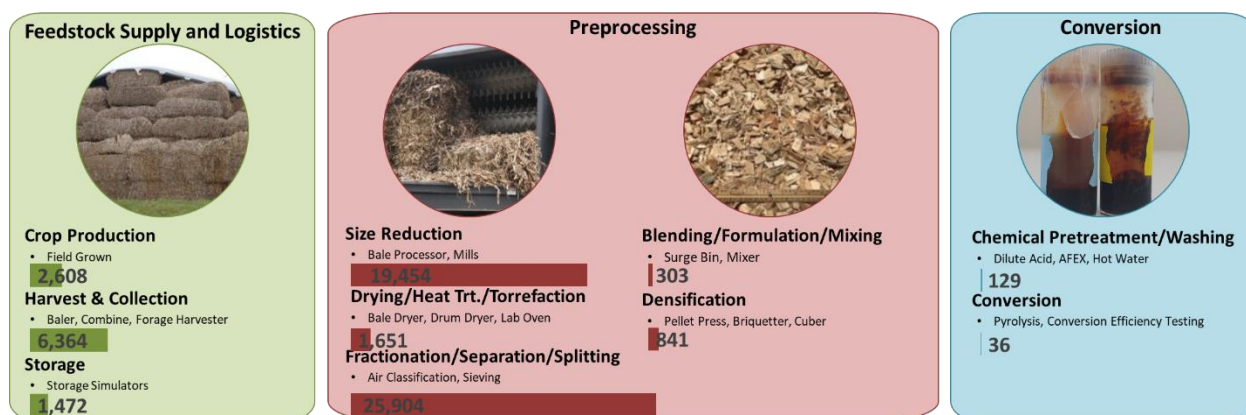 Feedstock Supply and Logistics
Crop Production
• Field Grown
2,608
Harvest & Collection
• Baler, Combine, Forage Harvester
6,364
Storage
• Storage Simulators
1,472
Preprocessing
Size Reduction
• Bale Processor, Mills
19,454
Drying/Heat Trt./Torrefaction
• Bale Dryer, Drum Dryer, Lab Oven
1,651
Fractionation/Separation/Splitting
• Air Classification, Sieving
25,904
Blending/Formulation/Mixing
• Surge Bin, Mixer
303
Densification
• Pellet Press, Briquetter, Cuber
841
Conversion
Chemical Pretreatment/Washing
• Dilute Acid, AFEX, Hot Water
129
Conversion
• Pyrolysis, Conversion Efficiency Testing
36